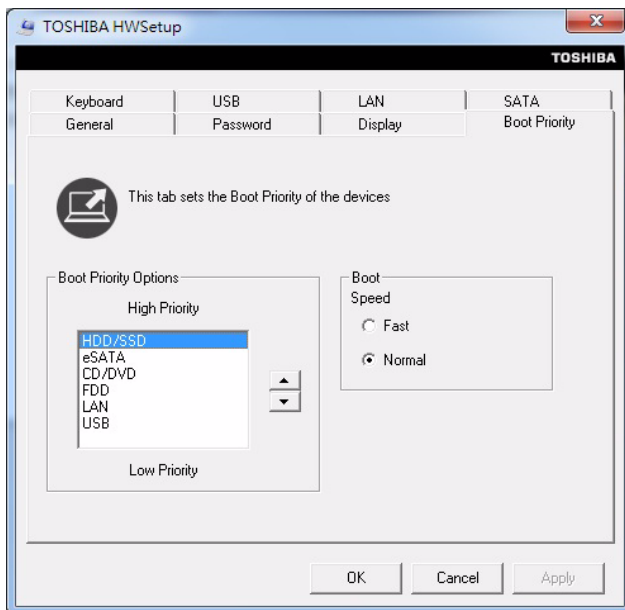 TOSHIBA HWSetup
TOSHIBA
Keyboard USB LAN SATA
General Password Display Boot Priority
This tab sets the Boot Priority of the devices
Boot Priority Options
High Priority
HDD/SSD
eSATA
CD/DVD
FDD
LAN
USB
Low Priority
Boot
Speed
Fast
Normal
OK Cancel Apply